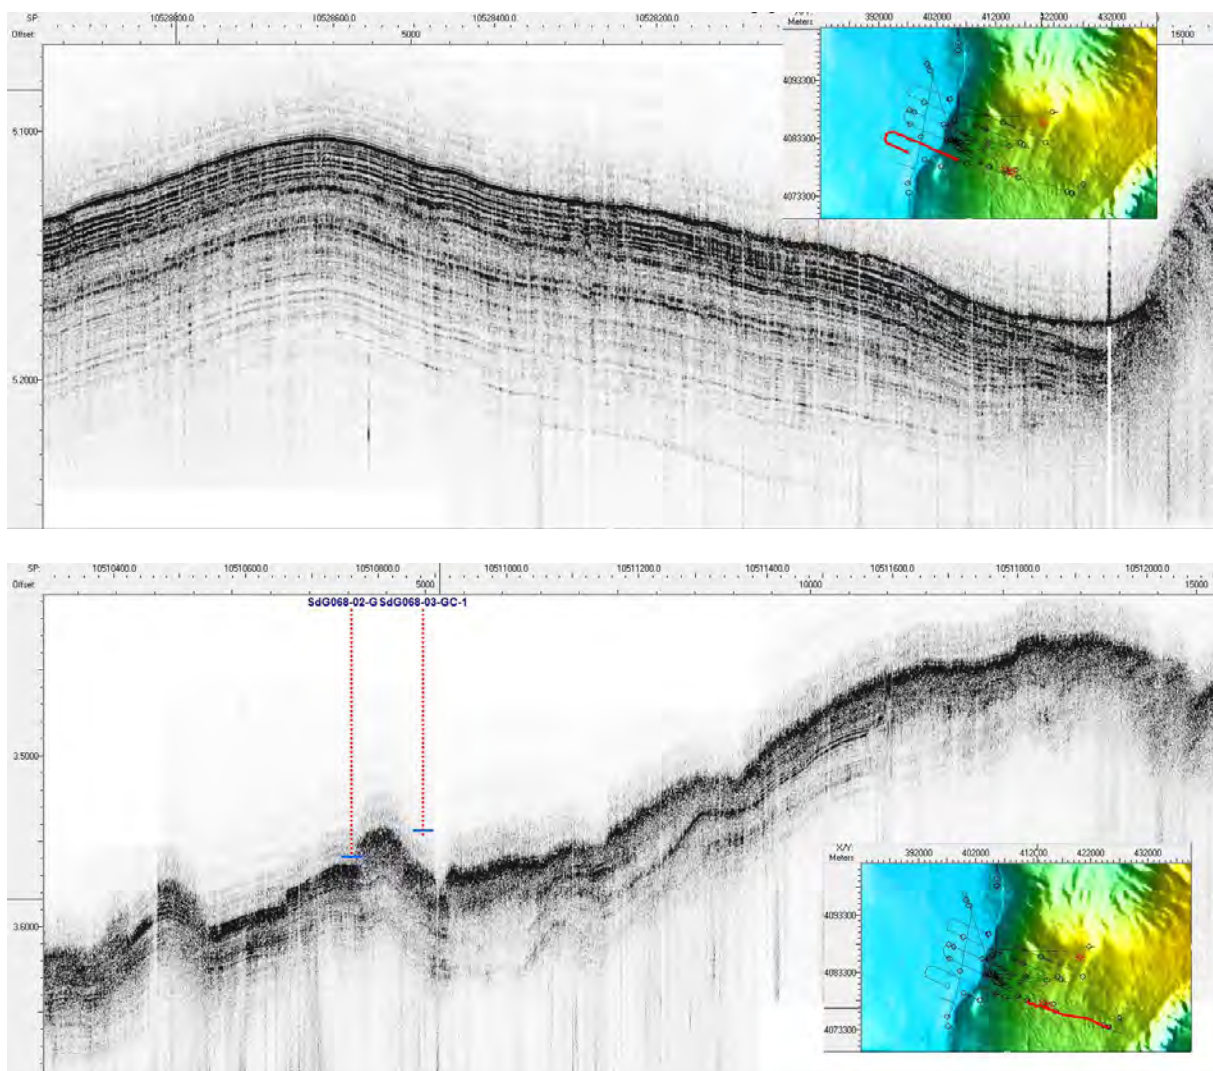 SP: 10528800.0 10528600.0 10528400.0 10528200.0
Offset: 5000 15000
Meters 392000 402000 412000 422000 432000
4093300
4083300
4073300
5.1000
5.2000
SP: 10510400.0 10510600.0 10510800.0 10511000.0 10511200.0 10511400.0 10511600.0 10511800.0 10512000.0
Offset: 5000 10000 15000
SdG068-02-G SdG068-03-GC-1
3.5000
3.6000
X/Y: 392000 402000 412000 422000 432000
Meters
4093300
4083300
4073300